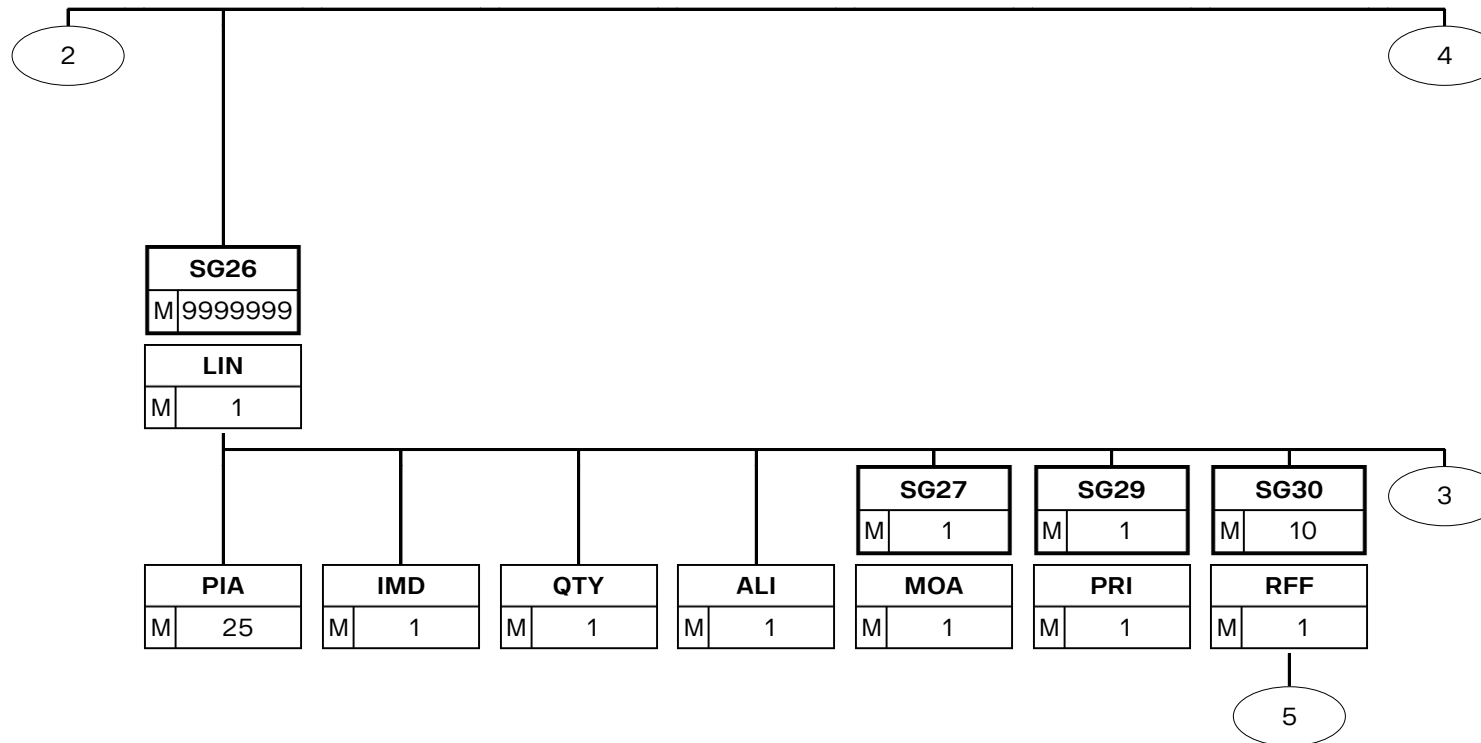 2
4
SG26
M 9999999
LIN
M 1
SG27 SG29 SG30
3
M 1 M 1 M 10
PIA IMD QTY ALI MOA PRI RFF
M 25 M 1 M 1 M 1 M 1 M 1 M 1
5